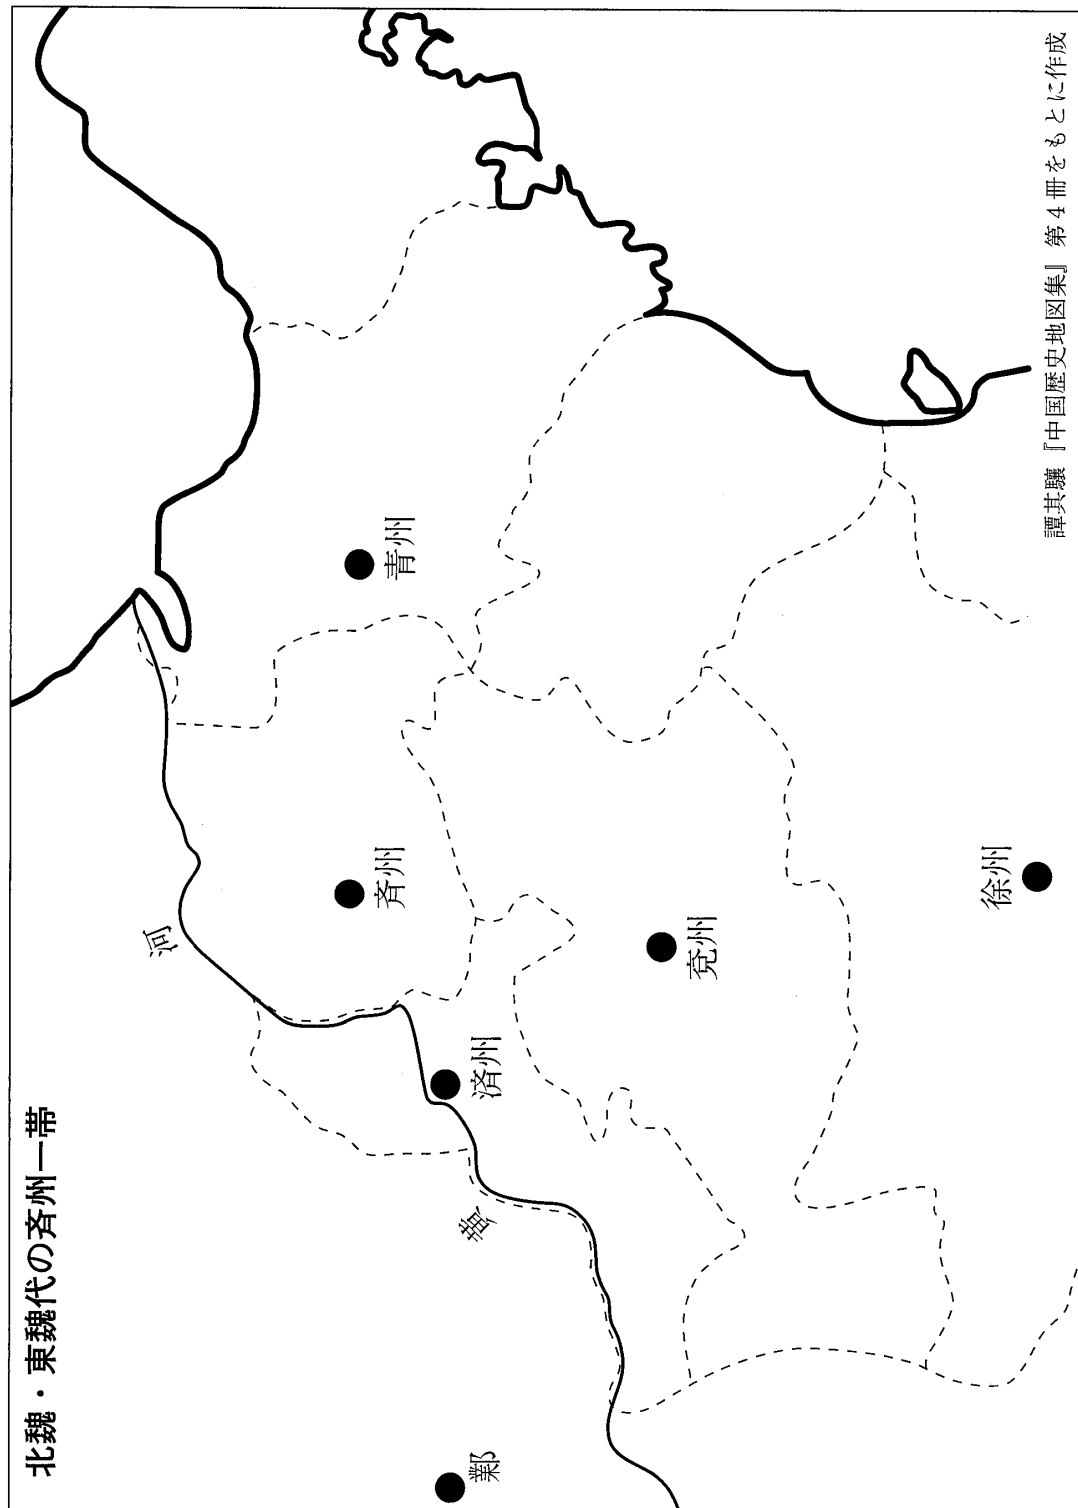 北魏・東魏代の斉州一帯
河
黄
青州
斉州
済州
鄴
兗州
徐州
譚其驤『中国歴史地図集』第4冊をもとに作成